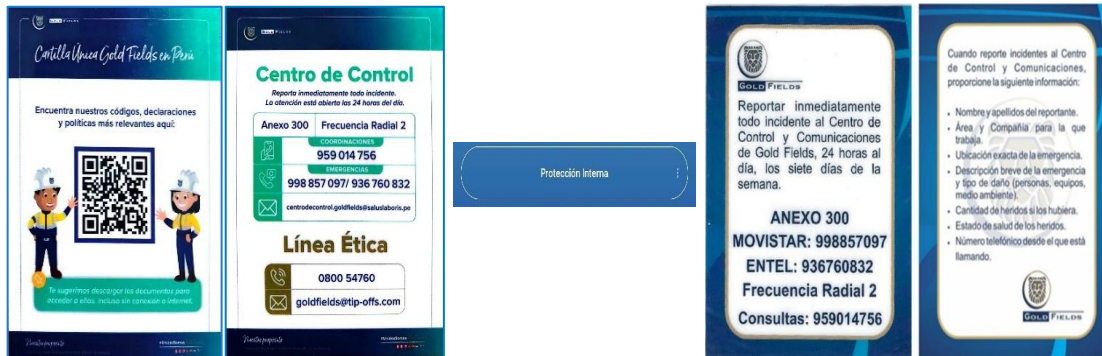 GOLD FIELDS
Cartilla Única Gold Fields en Perú
Encuentra nuestros códigos, declaraciones
y políticas más relevantes aquí:
Te sugerimos descargar los documentos para
acceder a ellos, incluso sin conexión a internet.
Nuestro propósito
GOLD FIELDS
Centro de Control
Reporta inmediatamente todo incidente.
La atención está abierta las 24 horas del día.
Anexo 300 Frecuencia Radial 2
COORDINACIONES
959 014 756
EMERGENCIAS
998 857 097/ 936 760 832
centrodecontrol.goldfields@saluslaboris.pe
Línea Ética
0800 54760
goldfields@tip-offs.com
Nuestro propósito
Protección Interna
GOLD FIELDS
Reportar inmediatamente
todo incidente al Centro de
Control y Comunicaciones
de Gold Fields, 24 horas al
día, los siete días de la
semana.
ANEXO 300
MOVISTAR: 998857097
ENTEL: 936760832
Frecuencia Radial 2
Consultas: 959014756
Cuando reporte incidentes al Centro
de Control y Comunicaciones,
proporcione la siguiente información:
• Nombre y apellidos del reportante.
• Área y Compañía para la que
trabaja.
• Ubicación exacta de la emergencia.
• Descripción breve de la emergencia
y tipo de daño (personas, equipos,
medio ambiente).
• Cantidad de heridos si los hubiera.
• Estado de salud de los heridos.
• Número telefónico desde el que está
llamando.
GOLD FIELDS